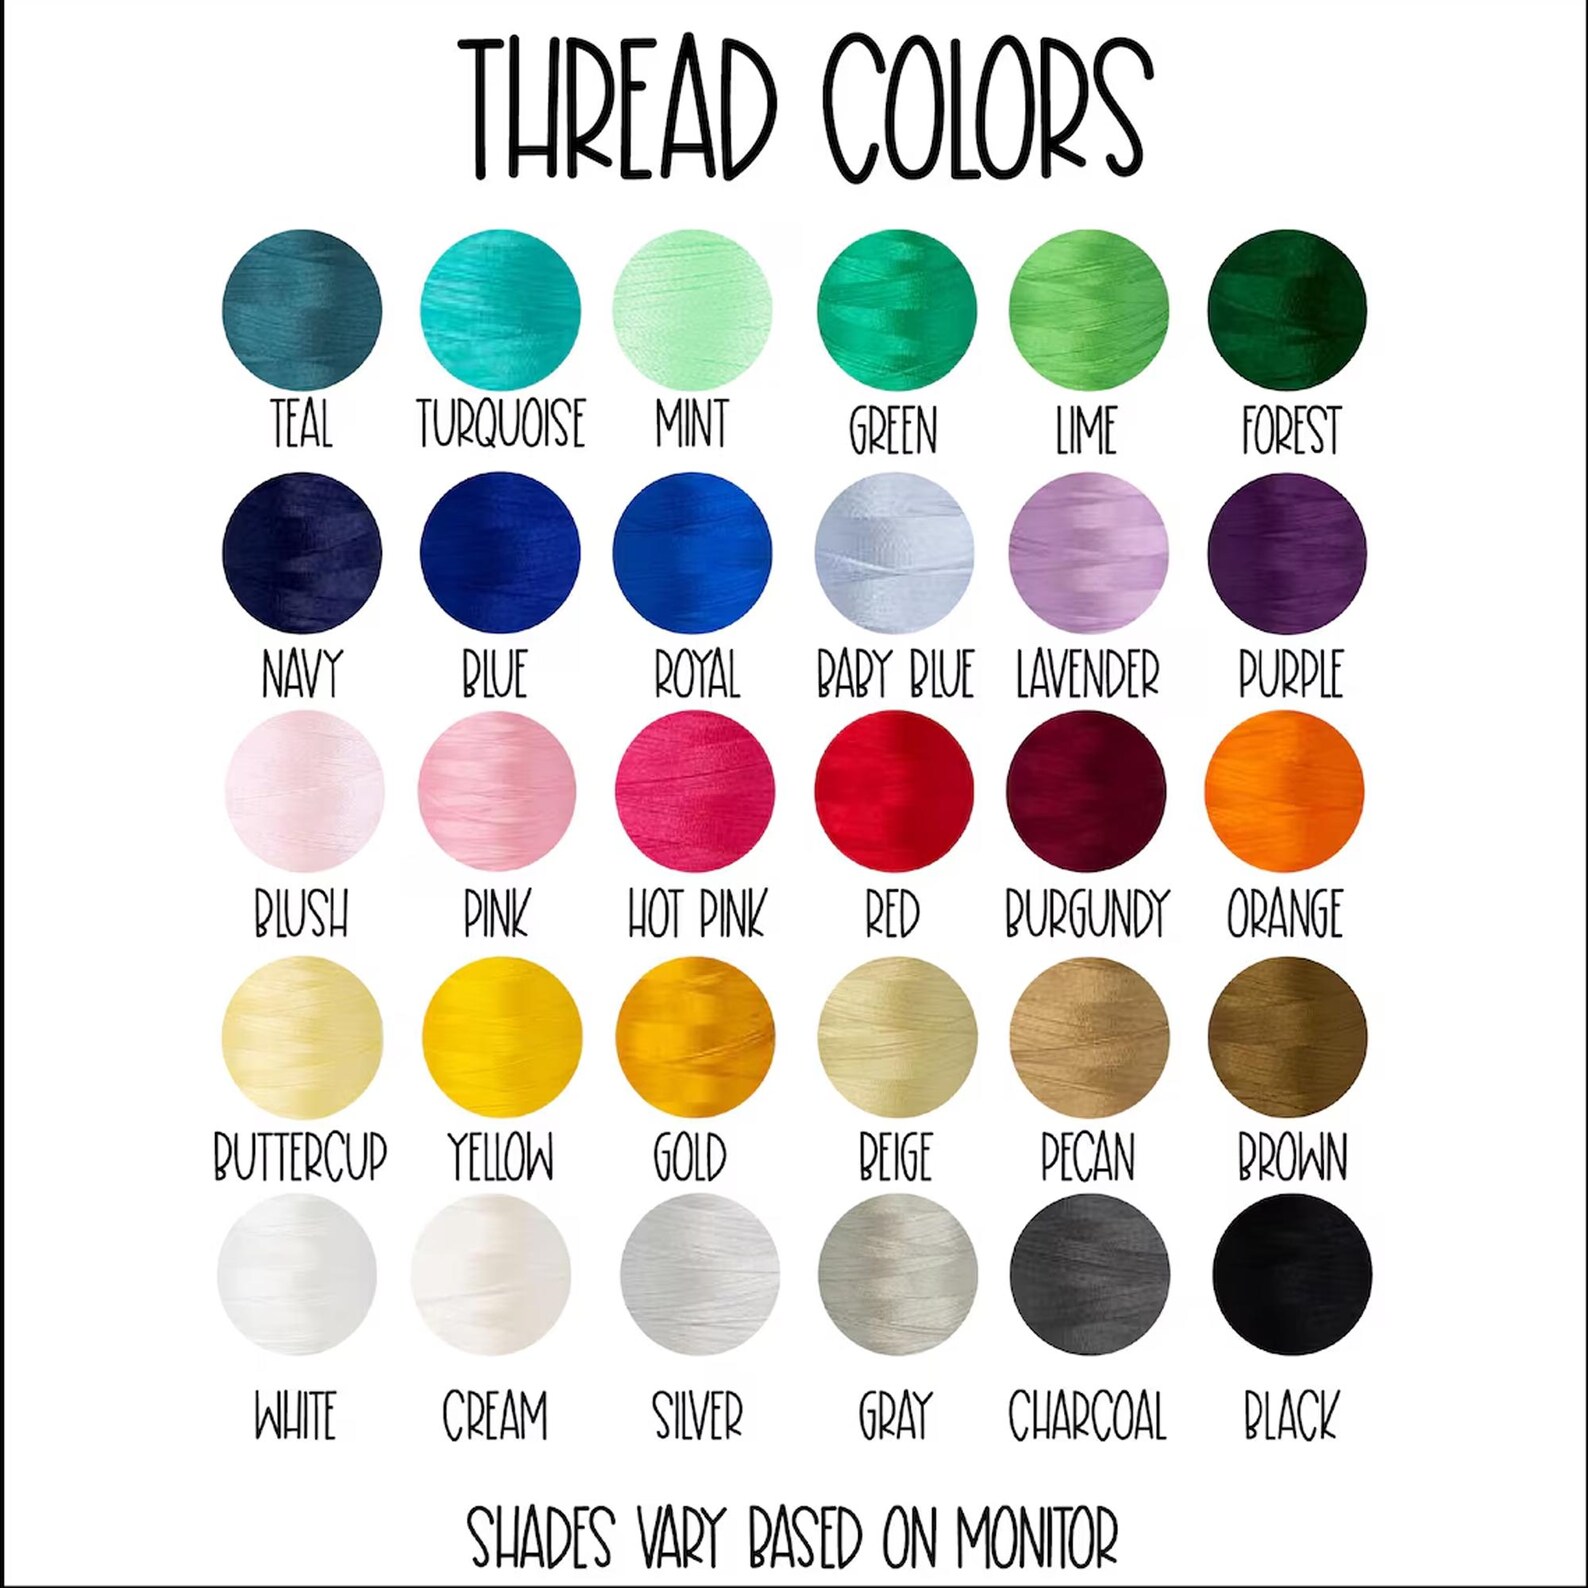 THREAD COLORS
TEAL TURQUOISE MINT GREEN LIME FOREST
NAVY BLUE ROYAL BABY BLUE LAVENDER PURPLE
BLUSH PINK HOT PINK RED BURGUNDY ORANGE
BUTTERCUP YELLOW GOLD BEIGE PECAN BROWN
WHITE CREAM SILVER GRAY CHARCOAL BLACK
SHADES VARY BASED ON MONITOR